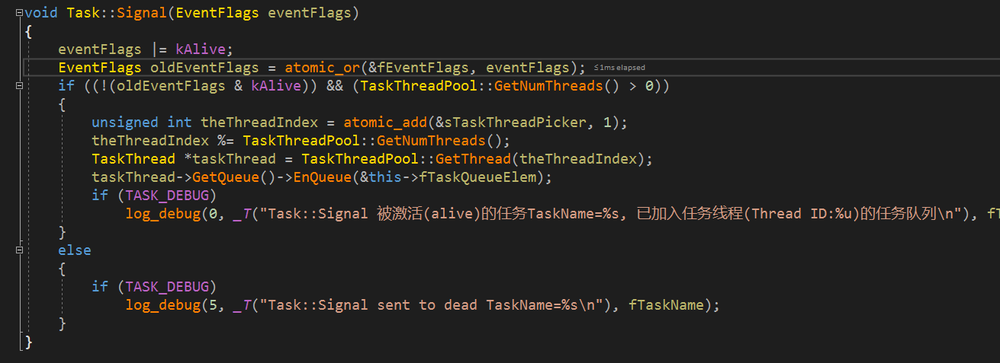 void Task::Signal(EventFlags eventFlags)
{
eventFlags |= kAlive;
EventFlags oldEventFlags = atomic_or(&fEventFlags, eventFlags); ≤1ms elapsed
if ((!(oldEventFlags & kAlive)) && (TaskThreadPool::GetNumThreads() > 0))
{
unsigned int theThreadIndex = atomic_add(&sTaskThreadPicker, 1);
theThreadIndex %= TaskThreadPool::GetNumThreads();
TaskThread *taskThread = TaskThreadPool::GetThread(theThreadIndex);
taskThread->GetQueue()->EnQueue(&this->fTaskQueueElem);
if (TASK_DEBUG)
log_debug(0, _T("Task::Signal 被激活(alive)的任务TaskName=%s, 已加入任务线程(Thread ID:%u)的任务队列\n"), fT
}
else
{
if (TASK_DEBUG)
log_debug(5, _T("Task::Signal sent to dead TaskName=%s\n"), fTaskName);
}
}